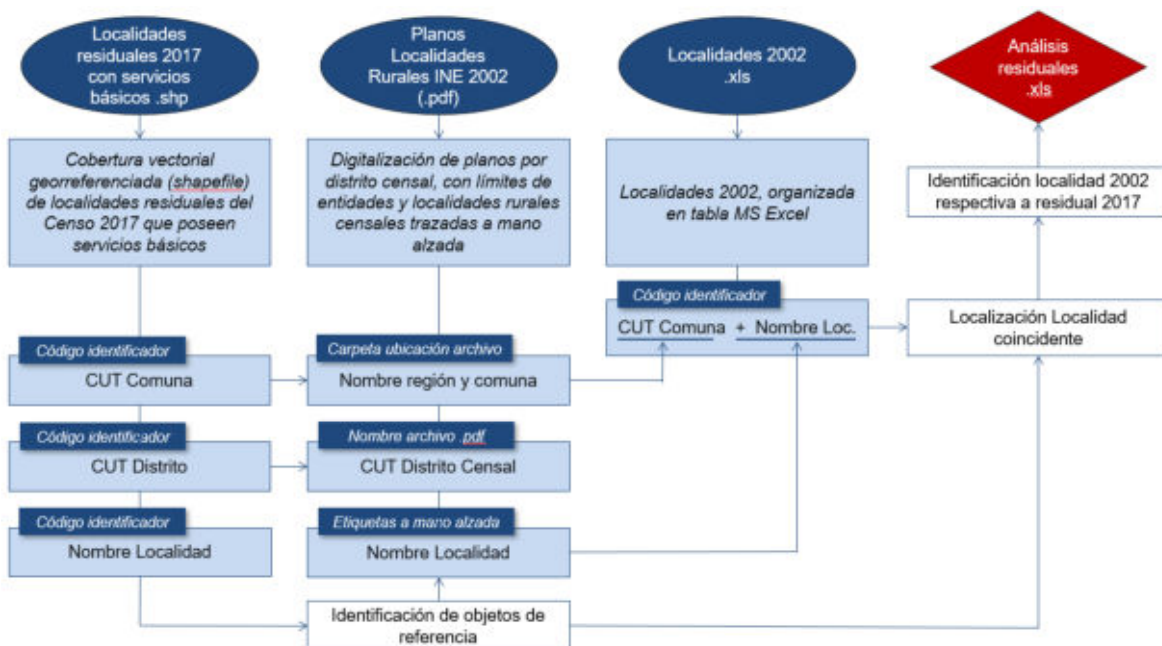 Localidades
residuales 2017
con servicios
básicos .shp
Planos
Localidades
Rurales INE 2002
(.pdf)
Localidades 2002
.xls
Análisis
residuales
.xls
Cobertura vectorial
georreferenciada (shapefile)
de localidades residuales del
Censo 2017 que poseen
servicios básicos
Digitalización de planos por
distrito censal, con límites de
entidades y localidades rurales
censales trazadas a mano
alzada
Localidades 2002, organizada
en tabla MS Excel
Identificación localidad 2002
respectiva a residual 2017
Código identificador
CUT Comuna + Nombre Loc.
Localización Localidad
coincidente
Código identificador
CUT Comuna
Carpeta ubicación archivo
Nombre región y comuna
Código identificador
CUT Distrito
Nombre archivo .pdf
CUT Distrito Censal
Código identificador
Nombre Localidad
Etiquetas a mano alzada
Nombre Localidad
Identificación de objetos de
referencia